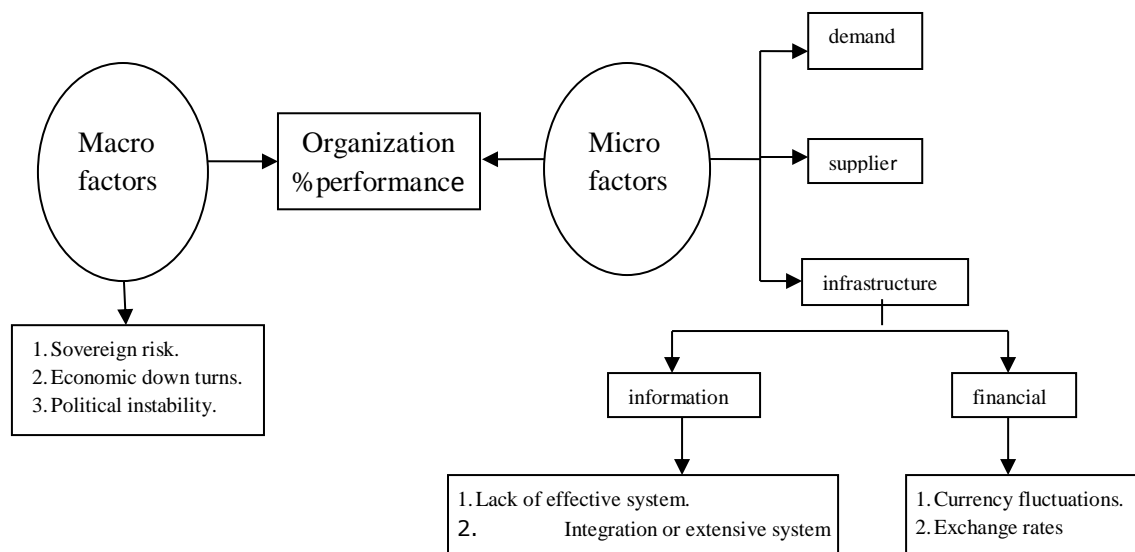 demand
Macro
factors
Organization
%performance
Micro
factors
supplier
infrastructure
1. Sovereign risk.
2. Economic down turns.
3. Political instability.
information
financial
1. Lack of effective system.
2. Integration or extensive system
1. Currency fluctuations.
2. Exchange rates